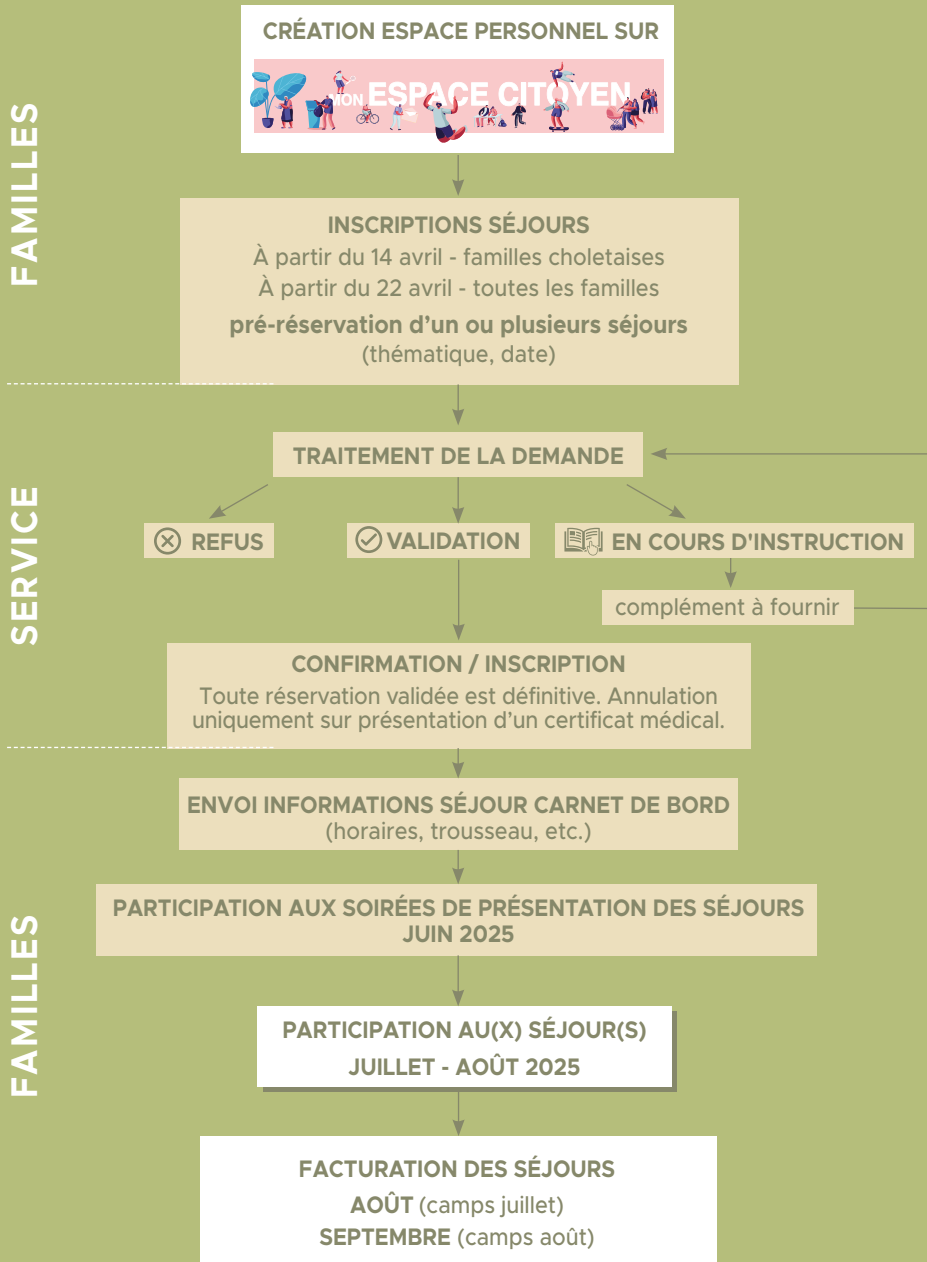 FAMILLES
CRÉATION ESPACE PERSONNEL SUR
MON ESPACE CITOYEN
INSCRIPTIONS SÉJOURS
À partir du 14 avril - familles choletaises
À partir du 22 avril - toutes les familles
pré-réservation d'un ou plusieurs séjours
(thématique, date)
SERVICE
TRAITEMENT DE LA DEMANDE
REFUS
VALIDATION
EN COURS D'INSTRUCTION
complément à fournir
CONFIRMATION / INSCRIPTION
Toute réservation validée est définitive. Annulation
uniquement sur présentation d'un certificat médical.
FAMILLES
ENVOI INFORMATIONS SÉJOUR CARNET DE BORD
(horaires, trousseau, etc.)
PARTICIPATION AUX SOIRÉES DE PRÉSENTATION DES SÉJOURS
JUIN 2025
PARTICIPATION AU(X) SÉJOUR(S)
JUILLET - AOÛT 2025
FACTURATION DES SÉJOURS
AOÛT (camps juillet)
SEPTEMBRE (camps août)